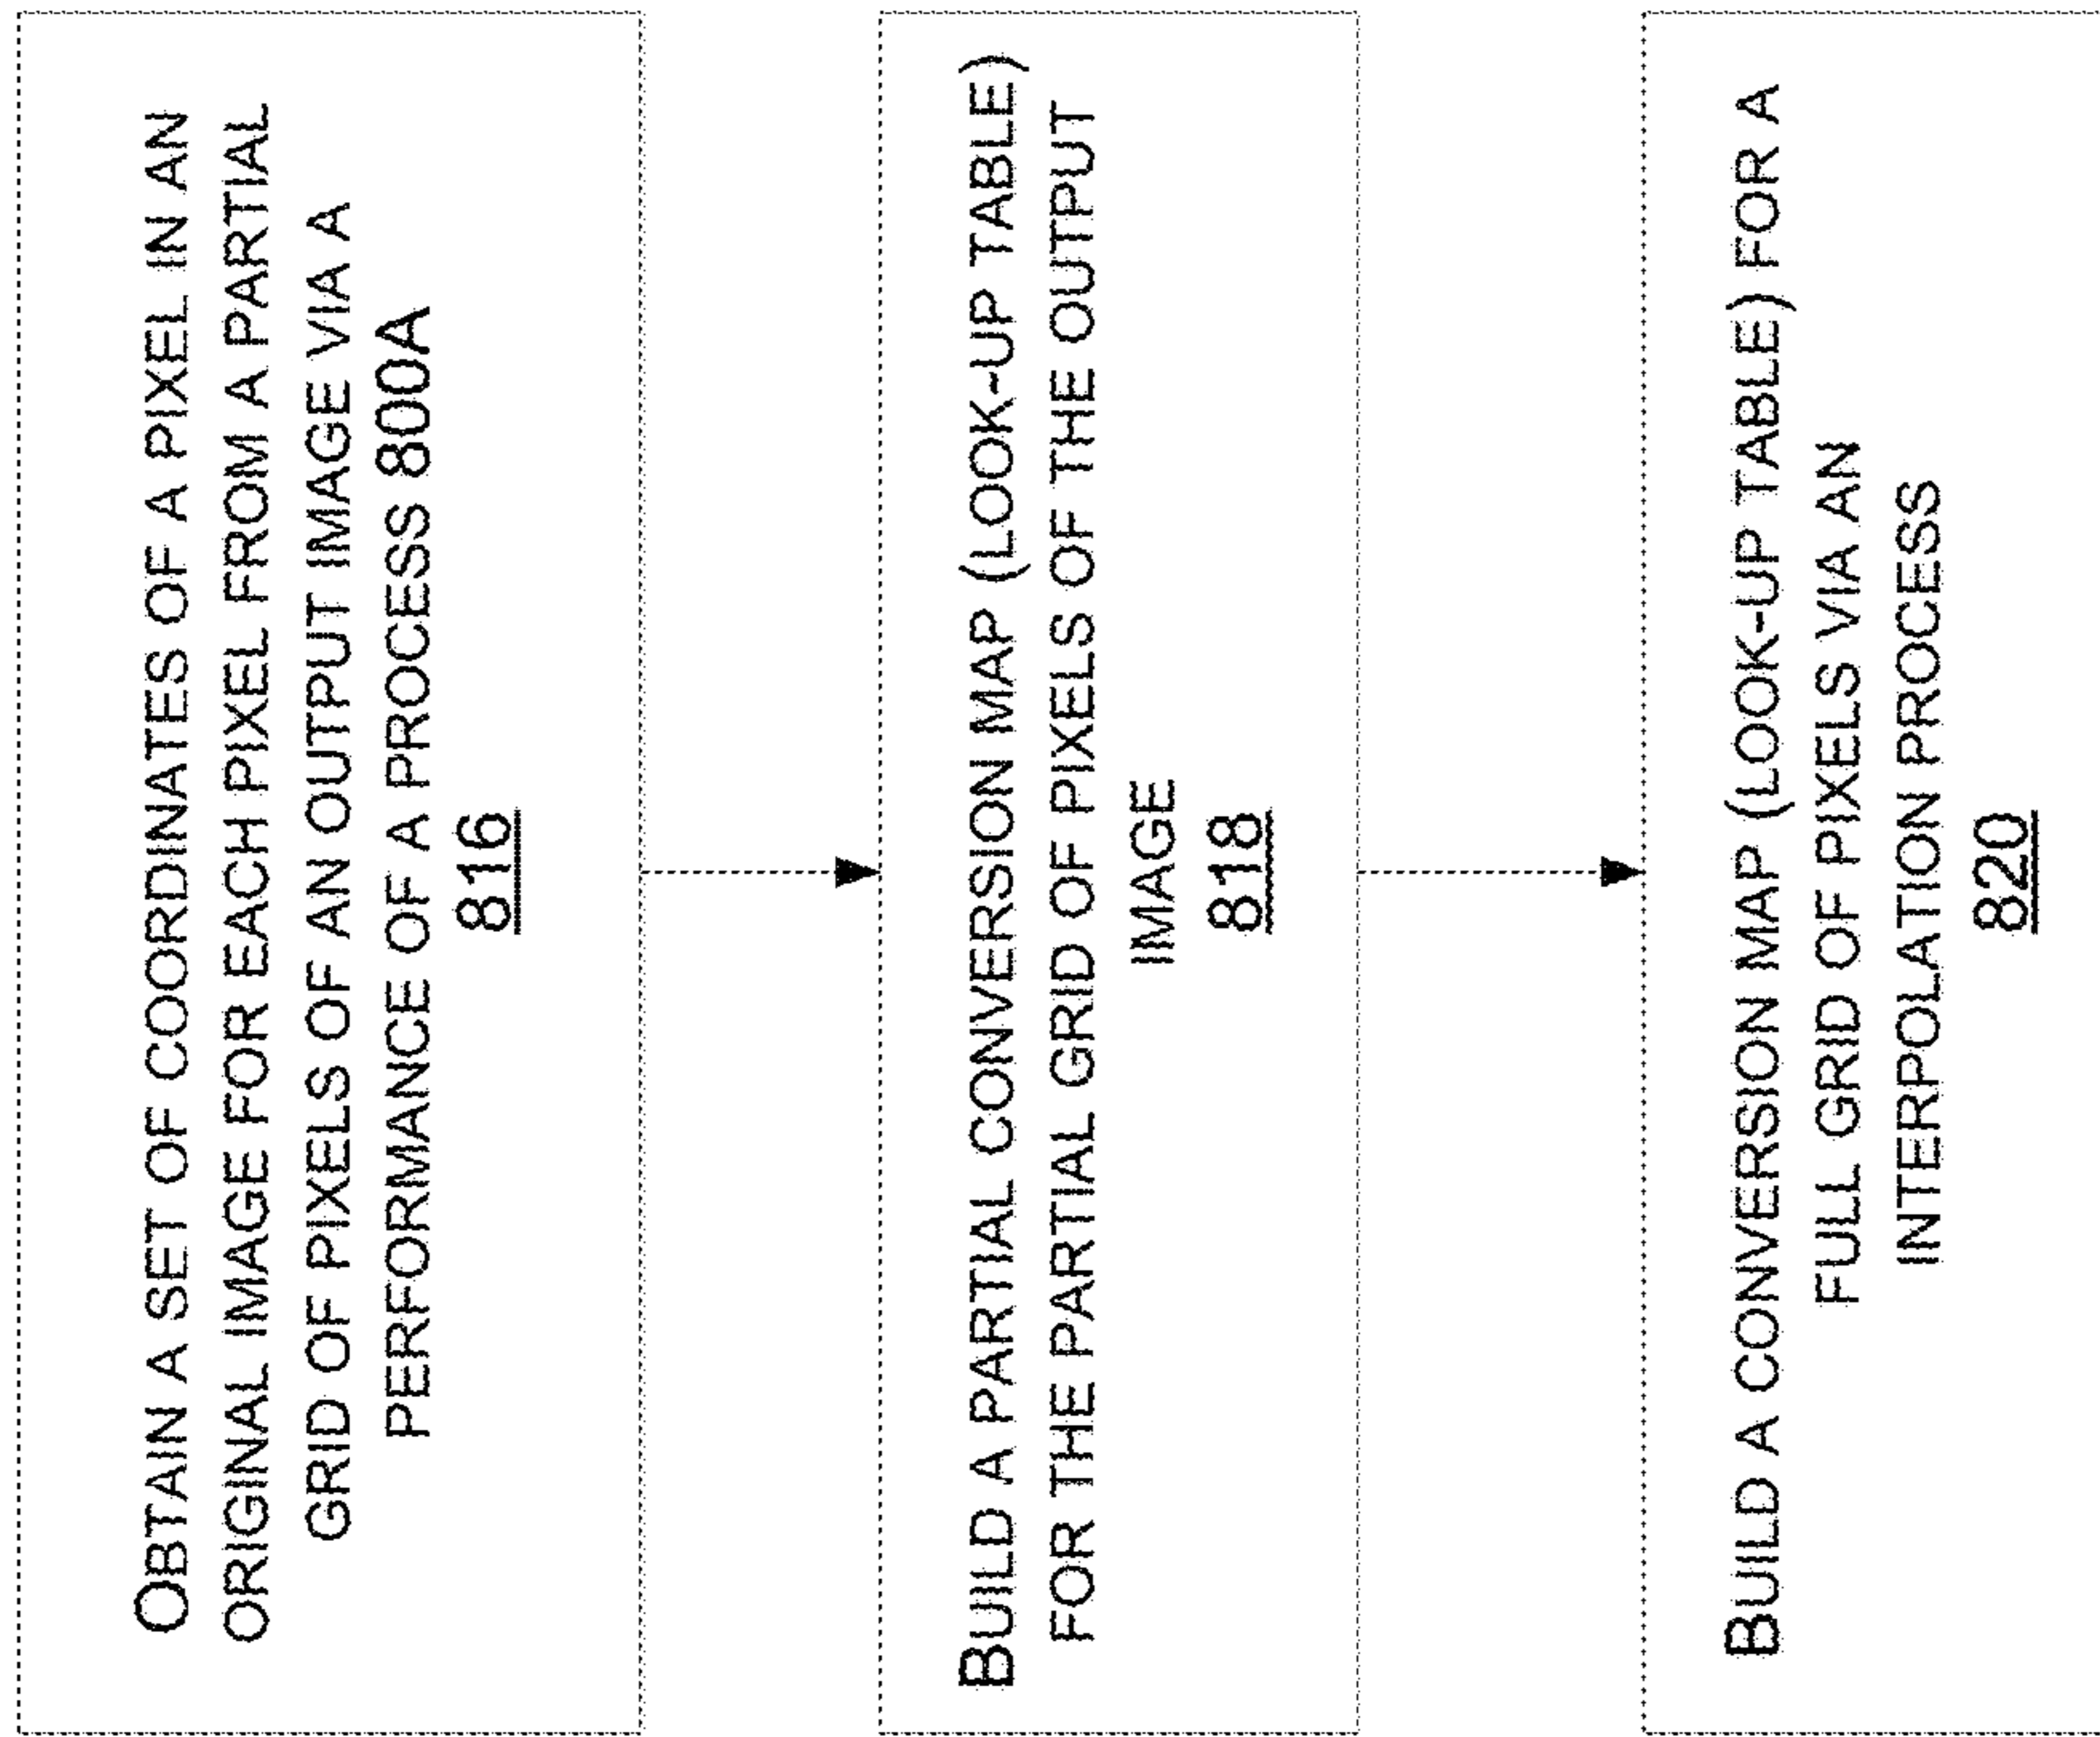 OBTAIN A SET OF COORDINATES OF A PIXEL IN AN
ORIGINAL IMAGE FOR EACH PIXEL FROM A PARTIAL
GRID OF PIXELS OF AN OUTPUT IMAGE VIA A
PERFORMANCE OF A PROCESS 800A
816
BUILD A PARTIAL CONVERSION MAP (LOOK-UP TABLE)
FOR THE PARTIAL GRID OF PIXELS OF THE OUTPUT
IMAGE
818
BUILD A CONVERSION MAP (LOOK-UP TABLE) FOR A
FULL GRID OF PIXELS VIA AN
INTERPOLATION PROCESS
820